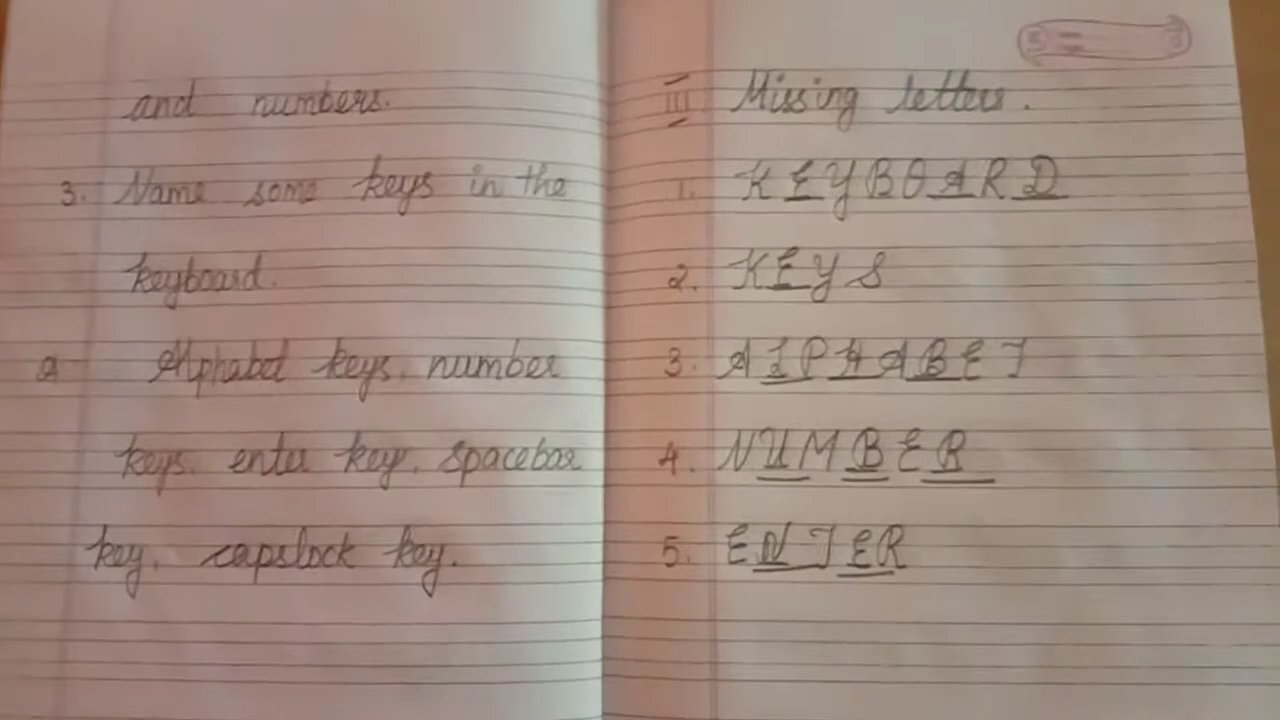 and numbers.
3. Name some keys in the
keyboard.
a Alphabet keys, number
keys, enter key, spacebar
key, capslock key.
III Missing letters.
1. KEYBOARD
2. KEYS
3. ALPHABET
4. NUMBER
5. ENTER